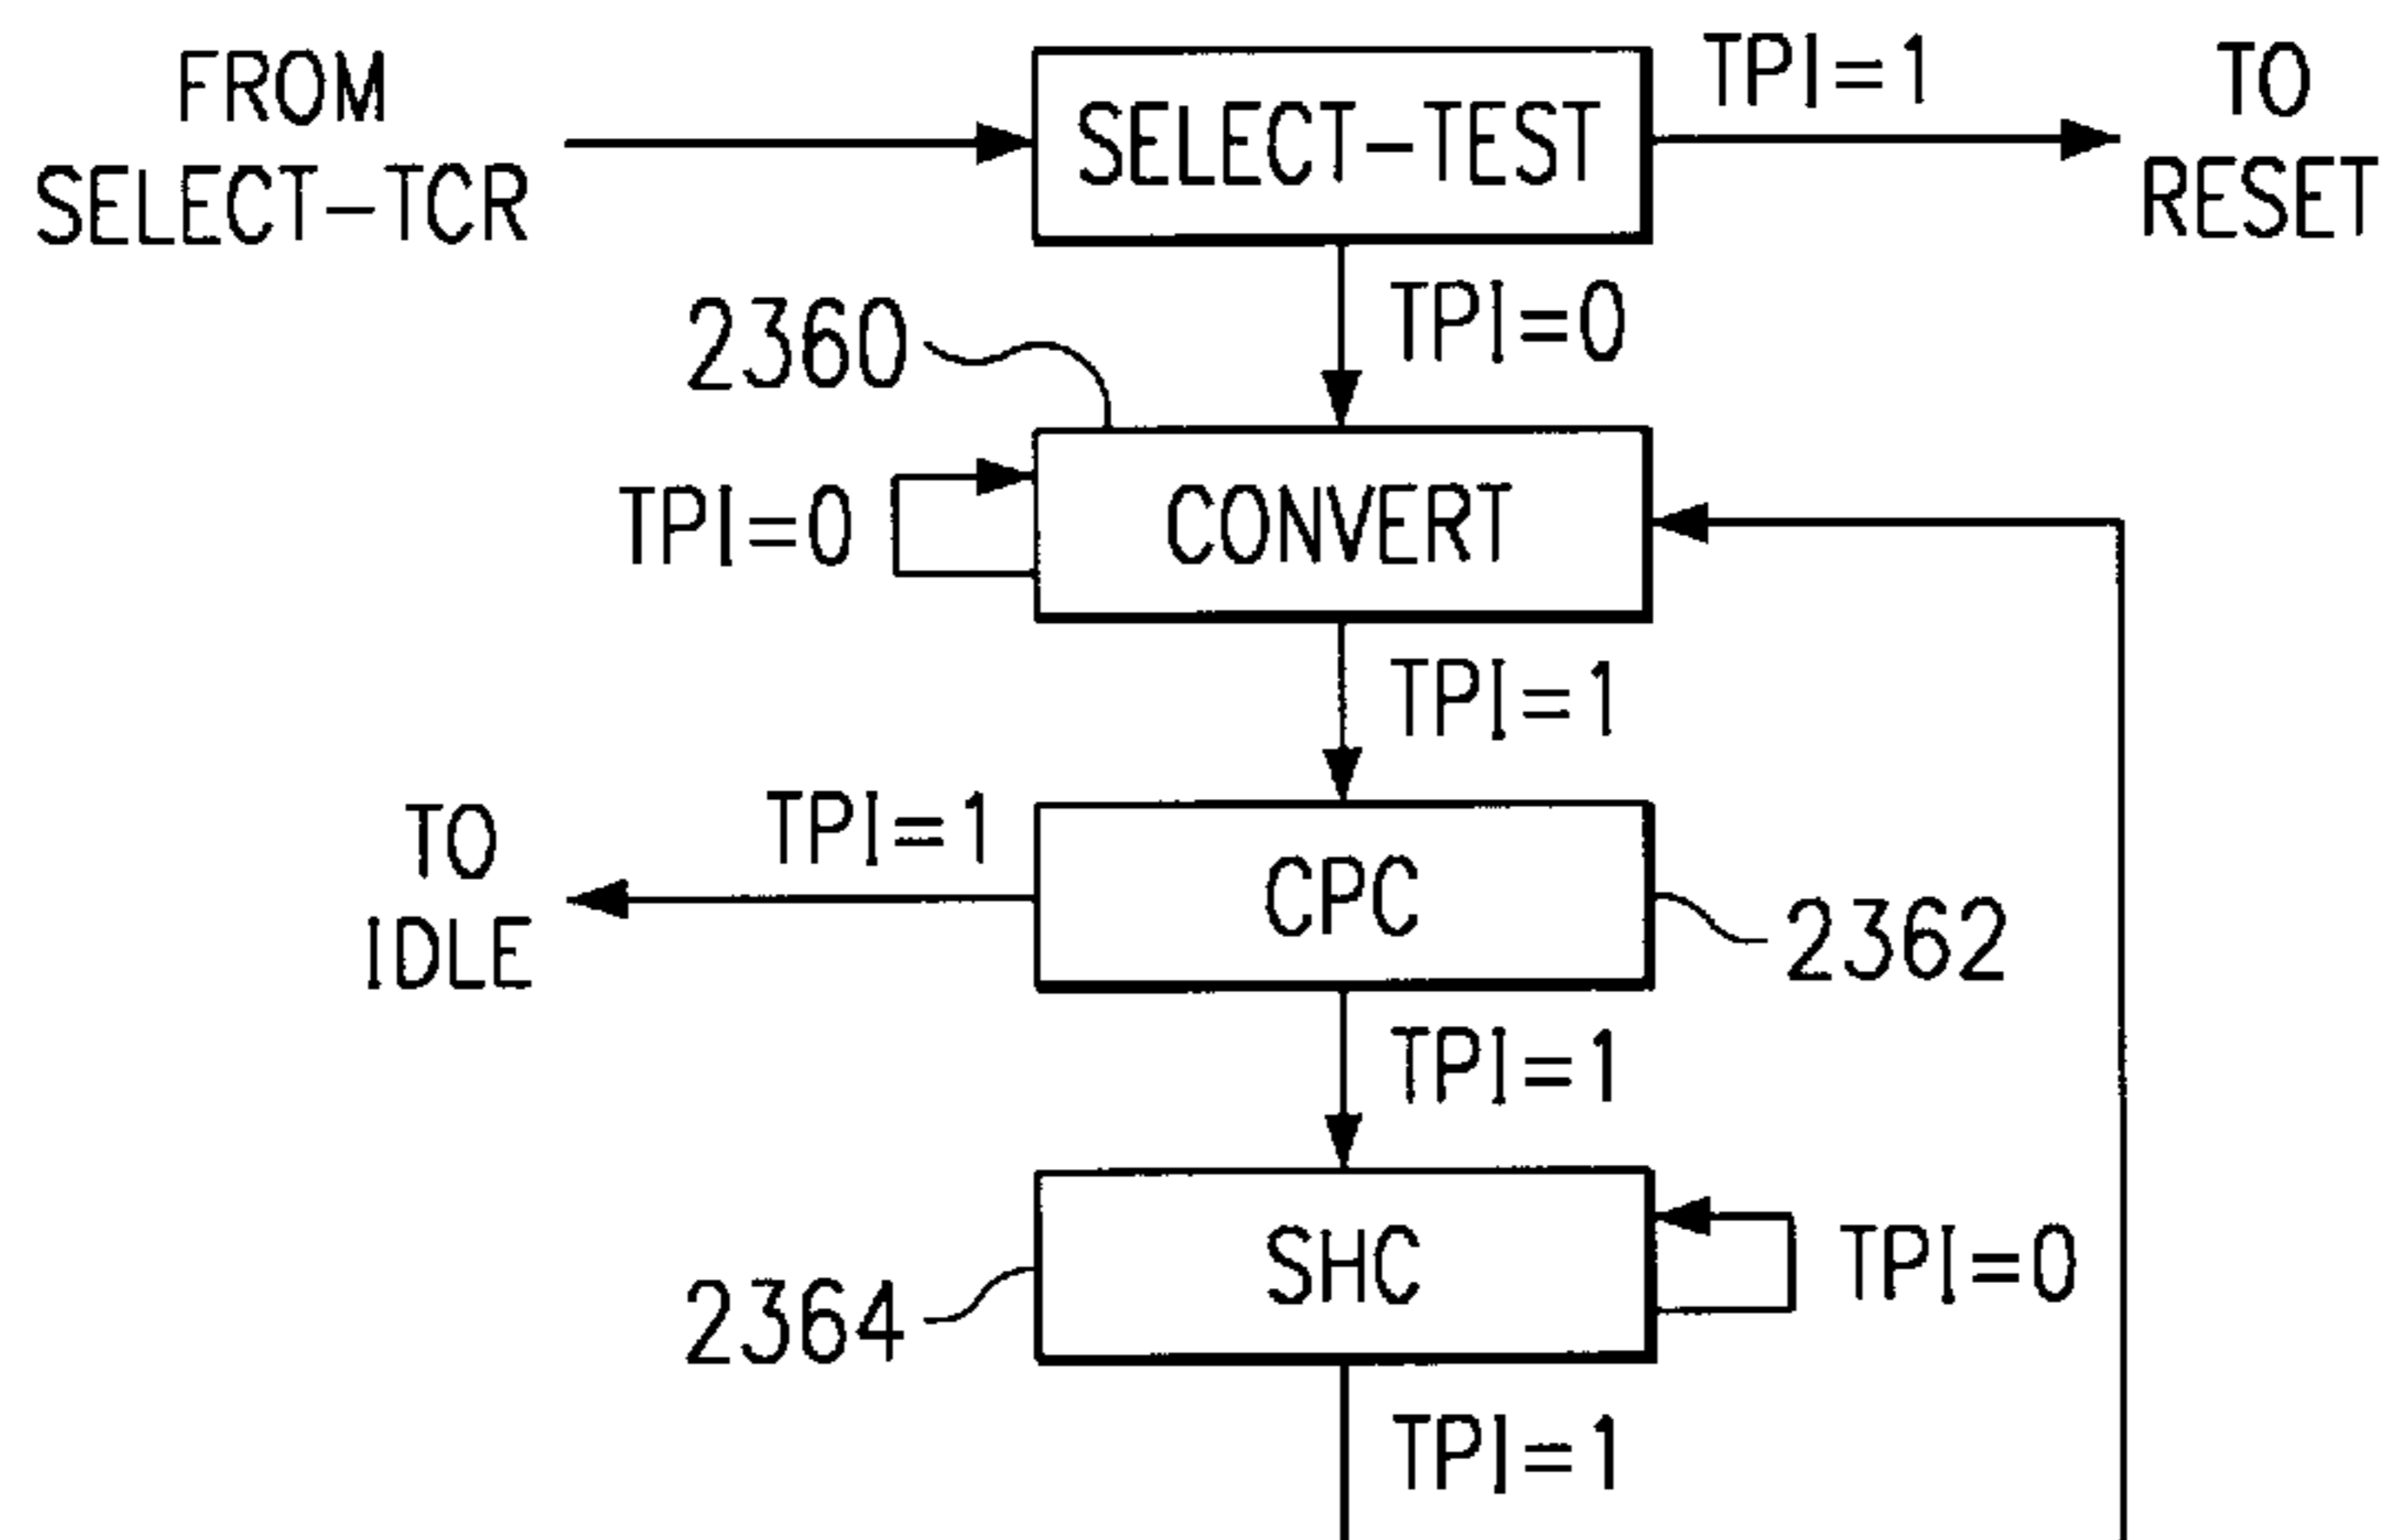 FROM
SELECT-TCR
SELECT-TEST
TPI=1
TO
RESET
TPI=0
2360
TPI=0
CONVERT
TPI=1
TO
IDLE
TPI=1
CPC
2362
TPI=1
SHC
TPI=0
2364
TPI=1